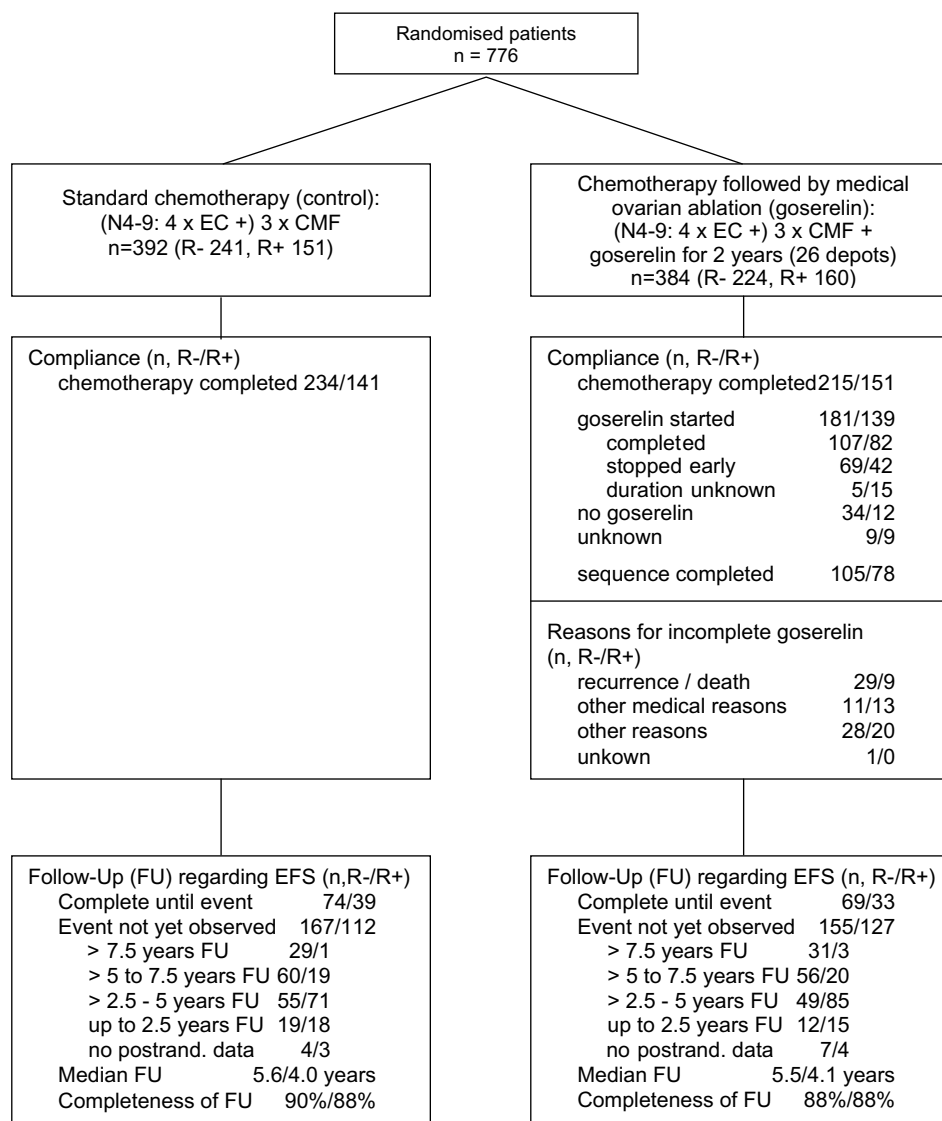 Randomised patients
n = 776
Standard chemotherapy (control):
(N4-9: 4 x EC +) 3 x CMF
n=392 (R- 241, R+ 151)
Chemotherapy followed by medical
ovarian ablation (goserelin):
(N4-9: 4 x EC +) 3 x CMF +
goserelin for 2 years (26 depots)
n=384 (R- 224, R+ 160)
Compliance (n, R-/R+)
chemotherapy completed 234/141
Compliance (n, R-/R+)
chemotherapy completed 215/151
goserelin started 181/139
completed 107/82
stopped early 69/42
duration unknown 5/15
no goserelin 34/12
unknown 9/9
sequence completed 105/78
Reasons for incomplete goserelin
(n, R-/R+)
recurrence / death 29/9
other medical reasons 11/13
other reasons 28/20
unkown 1/0
Follow-Up (FU) regarding EFS (n,R-/R+)
Complete until event 74/39
Event not yet observed 167/112
> 7.5 years FU 29/1
> 5 to 7.5 years FU 60/19
> 2.5 - 5 years FU 55/71
up to 2.5 years FU 19/18
no postrand. data 4/3
Median FU 5.6/4.0 years
Completeness of FU 90%/88%
Follow-Up (FU) regarding EFS (n, R-/R+)
Complete until event 69/33
Event not yet observed 155/127
> 7.5 years FU 31/3
> 5 to 7.5 years FU 56/20
> 2.5 - 5 years FU 49/85
up to 2.5 years FU 12/15
no postrand. data 7/4
Median FU 5.5/4.1 years
Completeness of FU 88%/88%